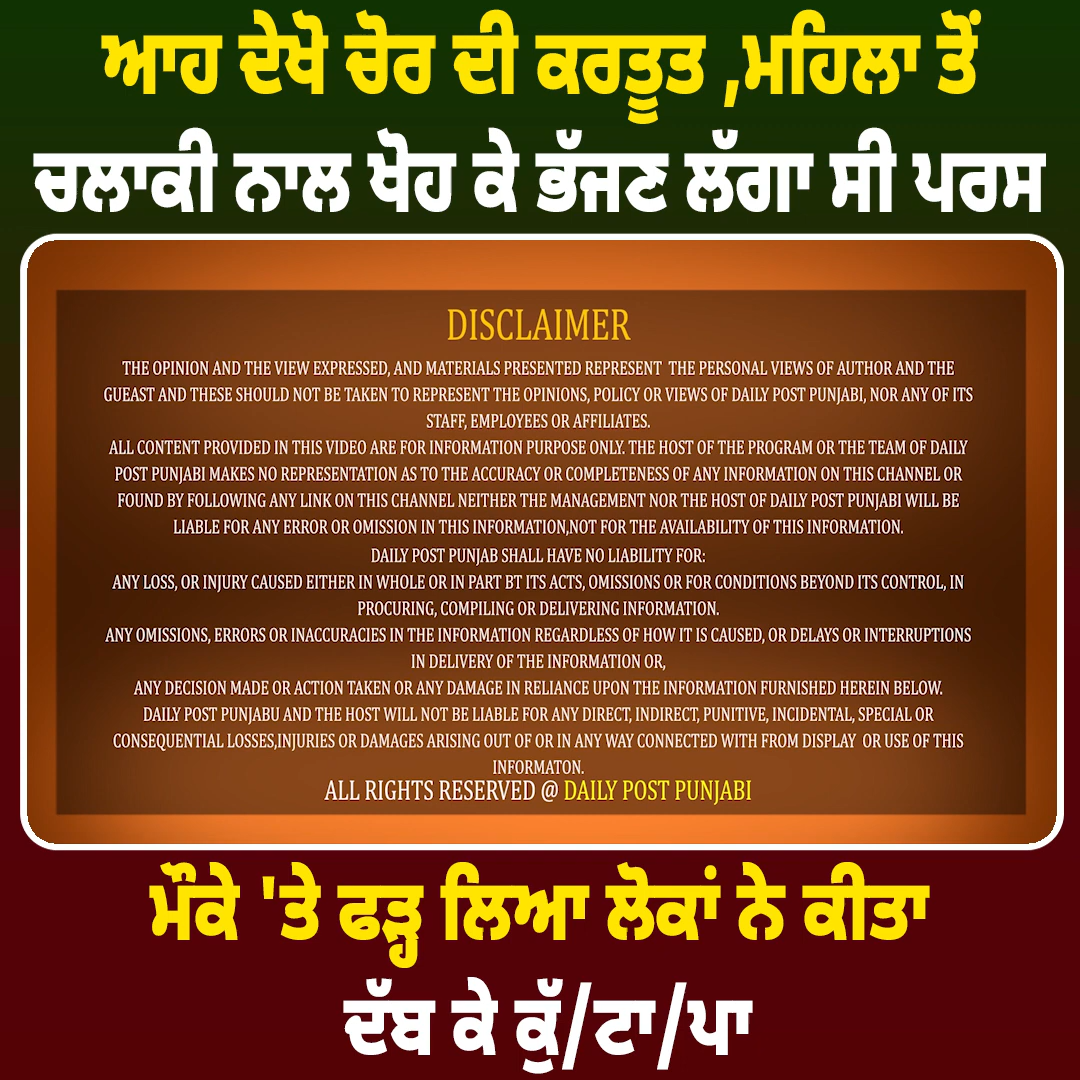 ਆਹ ਦੇਖੋ ਚੋਰ ਦੀ ਕਰਤੂਤ ,ਮਹਿਲਾ ਤੋਂ
ਚਲਾਕੀ ਨਾਲ ਖੋਹ ਕੇ ਭੱਜਣ ਲੱਗਾ ਸੀ ਪਰਸ
DISCLAIMER
THE OPINION AND THE VIEW EXPRESSED, AND MATERIALS PRESENTED REPRESENT THE PERSONAL VIEWS OF AUTHOR AND THE
GUEAST AND THESE SHOULD NOT BE TAKEN TO REPRESENT THE OPINIONS, POLICY OR VIEWS OF DAILY POST PUNJABI, NOR ANY OF ITS
STAFF, EMPLOYEES OR AFFILIATES.
ALL CONTENT PROVIDED IN THIS VIDEO ARE FOR INFORMATION PURPOSE ONLY. THE HOST OF THE PROGRAM OR THE TEAM OF DAILY
POST PUNJABI MAKES NO REPRESENTATION AS TO THE ACCURACY OR COMPLETENESS OF ANY INFORMATION ON THIS CHANNEL OR
FOUND BY FOLLOWING ANY LINK ON THIS CHANNEL NEITHER THE MANAGEMENT NOR THE HOST OF DAILY POST PUNJABI WILL BE
LIABLE FOR ANY ERROR OR OMISSION IN THIS INFORMATION,NOT FOR THE AVAILABILITY OF THIS INFORMATION.
DAILY POST PUNJAB SHALL HAVE NO LIABILITY FOR:
ANY LOSS, OR INJURY CAUSED EITHER IN WHOLE OR IN PART BT ITS ACTS, OMISSIONS OR FOR CONDITIONS BEYOND ITS CONTROL, IN
PROCURING, COMPILING OR DELIVERING INFORMATION.
ANY OMISSIONS, ERRORS OR INACCURACIES IN THE INFORMATION REGARDLESS OF HOW IT IS CAUSED, OR DELAYS OR INTERRUPTIONS
IN DELIVERY OF THE INFORMATION OR,
ANY DECISION MADE OR ACTION TAKEN OR ANY DAMAGE IN RELIANCE UPON THE INFORMATION FURNISHED HEREIN BELOW.
DAILY POST PUNJABU AND THE HOST WILL NOT BE LIABLE FOR ANY DIRECT, INDIRECT, PUNITIVE, INCIDENTAL, SPECIAL OR
CONSEQUENTIAL LOSSES,INJURIES OR DAMAGES ARISING OUT OF OR IN ANY WAY CONNECTED WITH FROM DISPLAY OR USE OF THIS
INFORMATON.
ALL RIGHTS RESERVED @ DAILY POST PUNJABI
ਮੌਕੇ 'ਤੇ ਫੜ੍ਹ ਲਿਆ ਲੋਕਾਂ ਨੇ ਕੀਤਾ
ਦੱਬ ਕੇ ਕੁੱ/ਟਾ/ਪਾ